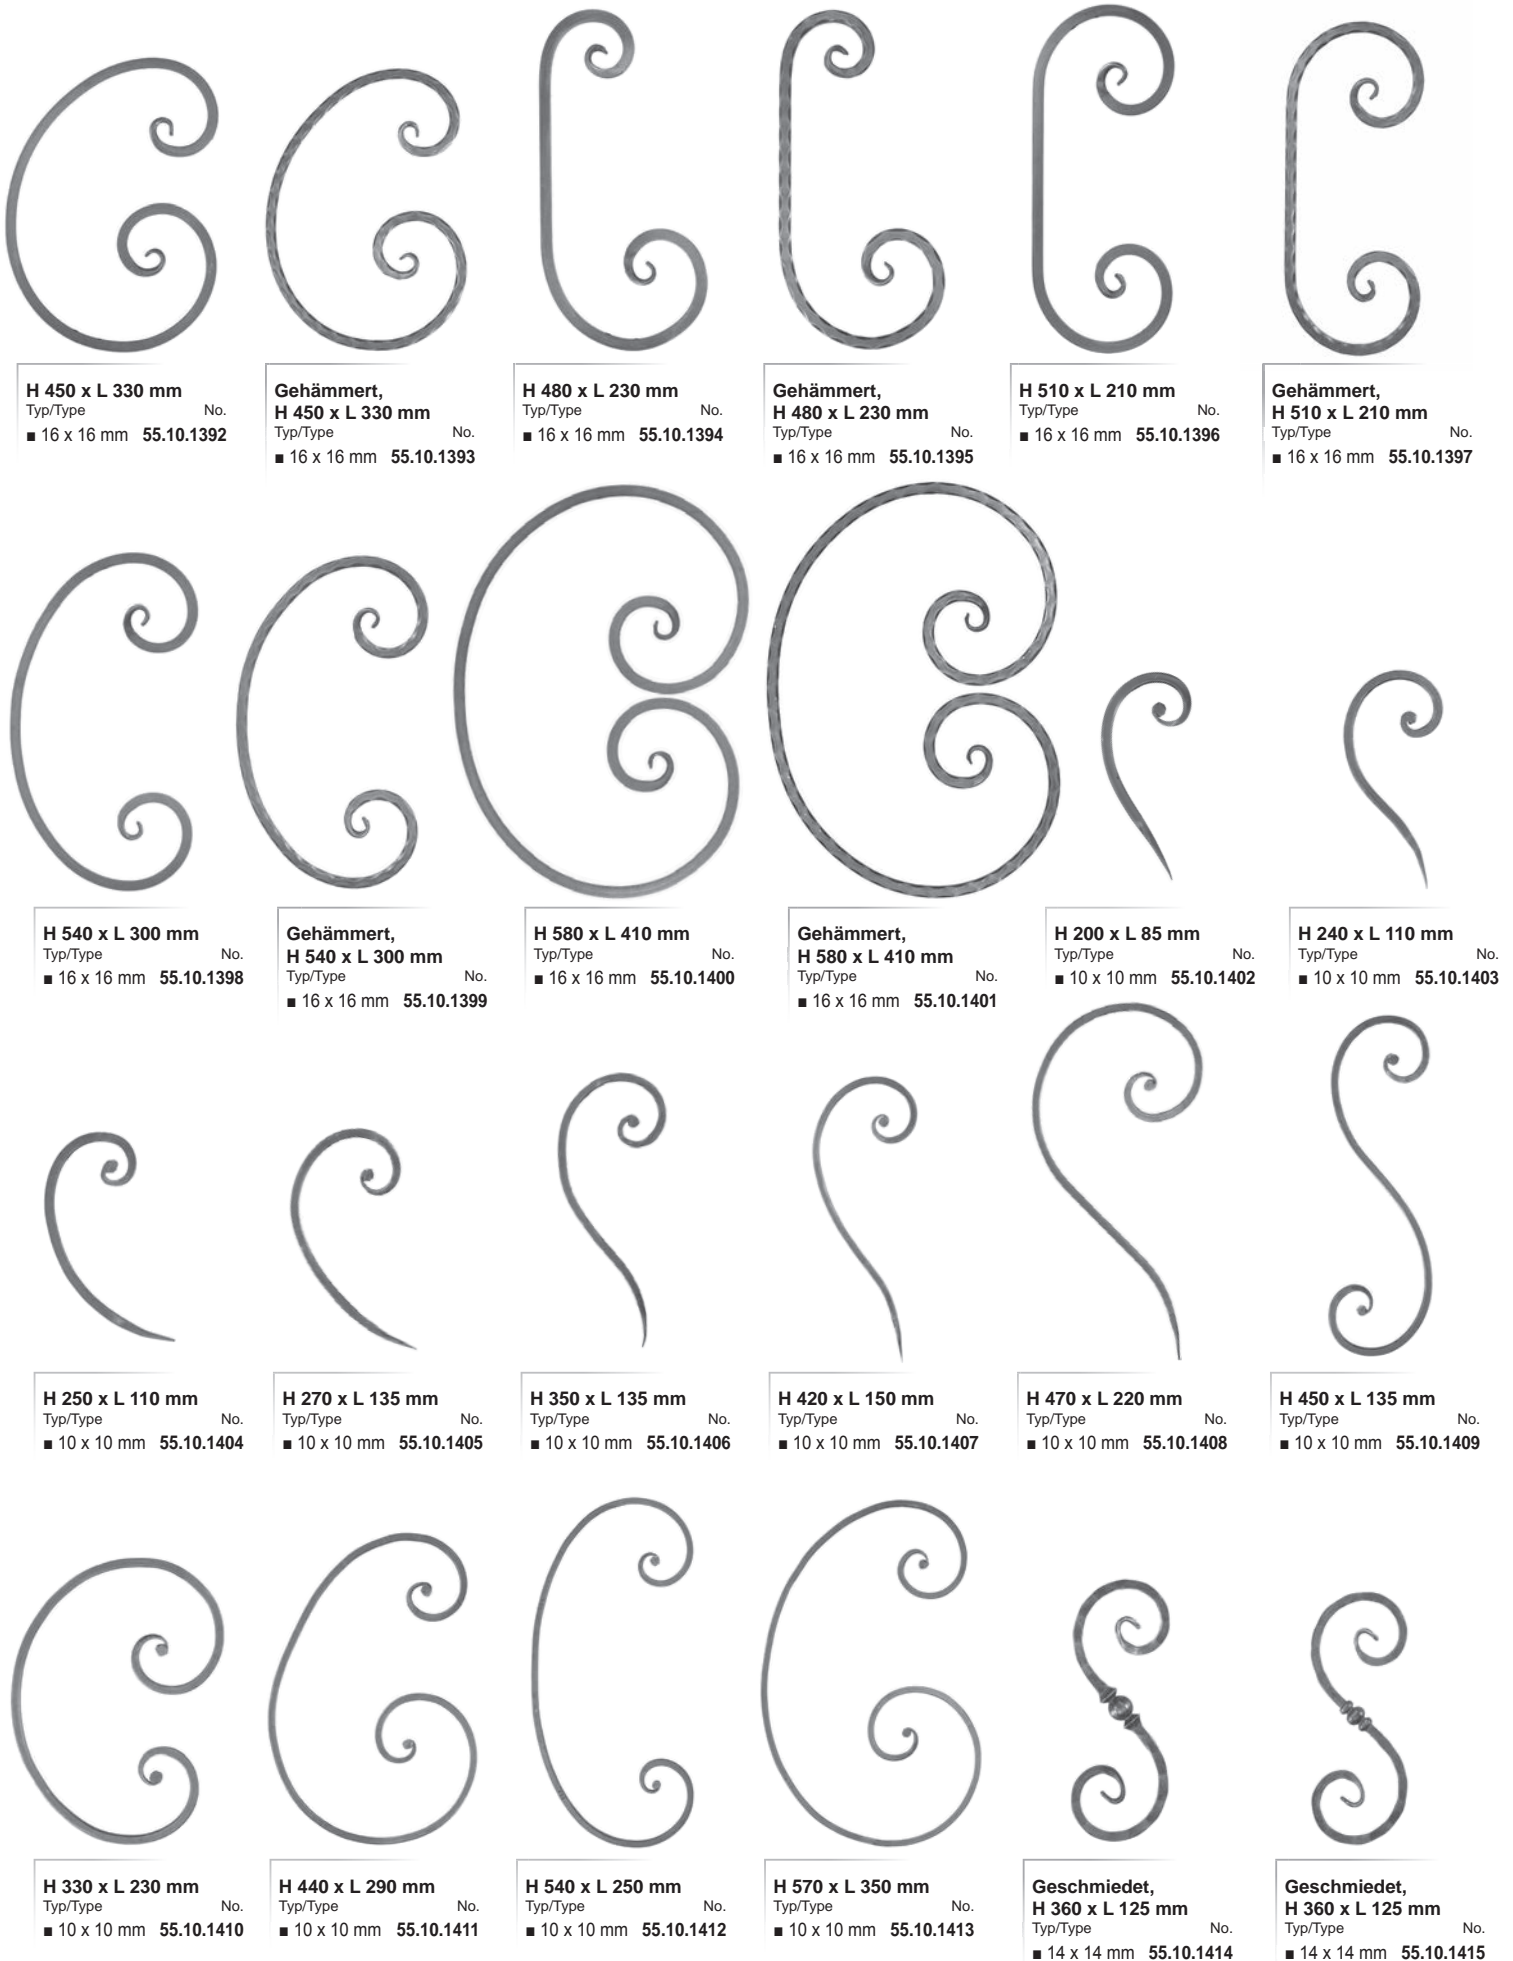 H 450 x L 330 mm
Typ/Type No.
■ 16 x 16 mm 55.10.1392
Gehämmert,
H 450 x L 330 mm
Typ/Type No.
■ 16 x 16 mm 55.10.1393
H 480 x L 230 mm
Typ/Type No.
■ 16 x 16 mm 55.10.1394
Gehämmert,
H 480 x L 230 mm
Typ/Type No.
■ 16 x 16 mm 55.10.1395
H 510 x L 210 mm
Typ/Type No.
■ 16 x 16 mm 55.10.1396
Gehämmert,
H 510 x L 210 mm
Typ/Type No.
■ 16 x 16 mm 55.10.1397
H 540 x L 300 mm
Typ/Type No.
■ 16 x 16 mm 55.10.1398
Gehämmert,
H 540 x L 300 mm
Typ/Type No.
■ 16 x 16 mm 55.10.1399
H 580 x L 410 mm
Typ/Type No.
■ 16 x 16 mm 55.10.1400
Gehämmert,
H 580 x L 410 mm
Typ/Type No.
■ 16 x 16 mm 55.10.1401
H 200 x L 85 mm
Typ/Type No.
■ 10 x 10 mm 55.10.1402
H 240 x L 110 mm
Typ/Type No.
■ 10 x 10 mm 55.10.1403
H 250 x L 110 mm
Typ/Type No.
■ 10 x 10 mm 55.10.1404
H 270 x L 135 mm
Typ/Type No.
■ 10 x 10 mm 55.10.1405
H 350 x L 135 mm
Typ/Type No.
■ 10 x 10 mm 55.10.1406
H 420 x L 150 mm
Typ/Type No.
■ 10 x 10 mm 55.10.1407
H 470 x L 220 mm
Typ/Type No.
■ 10 x 10 mm 55.10.1408
H 450 x L 135 mm
Typ/Type No.
■ 10 x 10 mm 55.10.1409
H 330 x L 230 mm
Typ/Type No.
■ 10 x 10 mm 55.10.1410
H 440 x L 290 mm
Typ/Type No.
■ 10 x 10 mm 55.10.1411
H 540 x L 250 mm
Typ/Type No.
■ 10 x 10 mm 55.10.1412
H 570 x L 350 mm
Typ/Type No.
■ 10 x 10 mm 55.10.1413
Geschmiedet,
H 360 x L 125 mm
Typ/Type No.
■ 14 x 14 mm 55.10.1414
Geschmiedet,
H 360 x L 125 mm
Typ/Type No.
■ 14 x 14 mm 55.10.1415